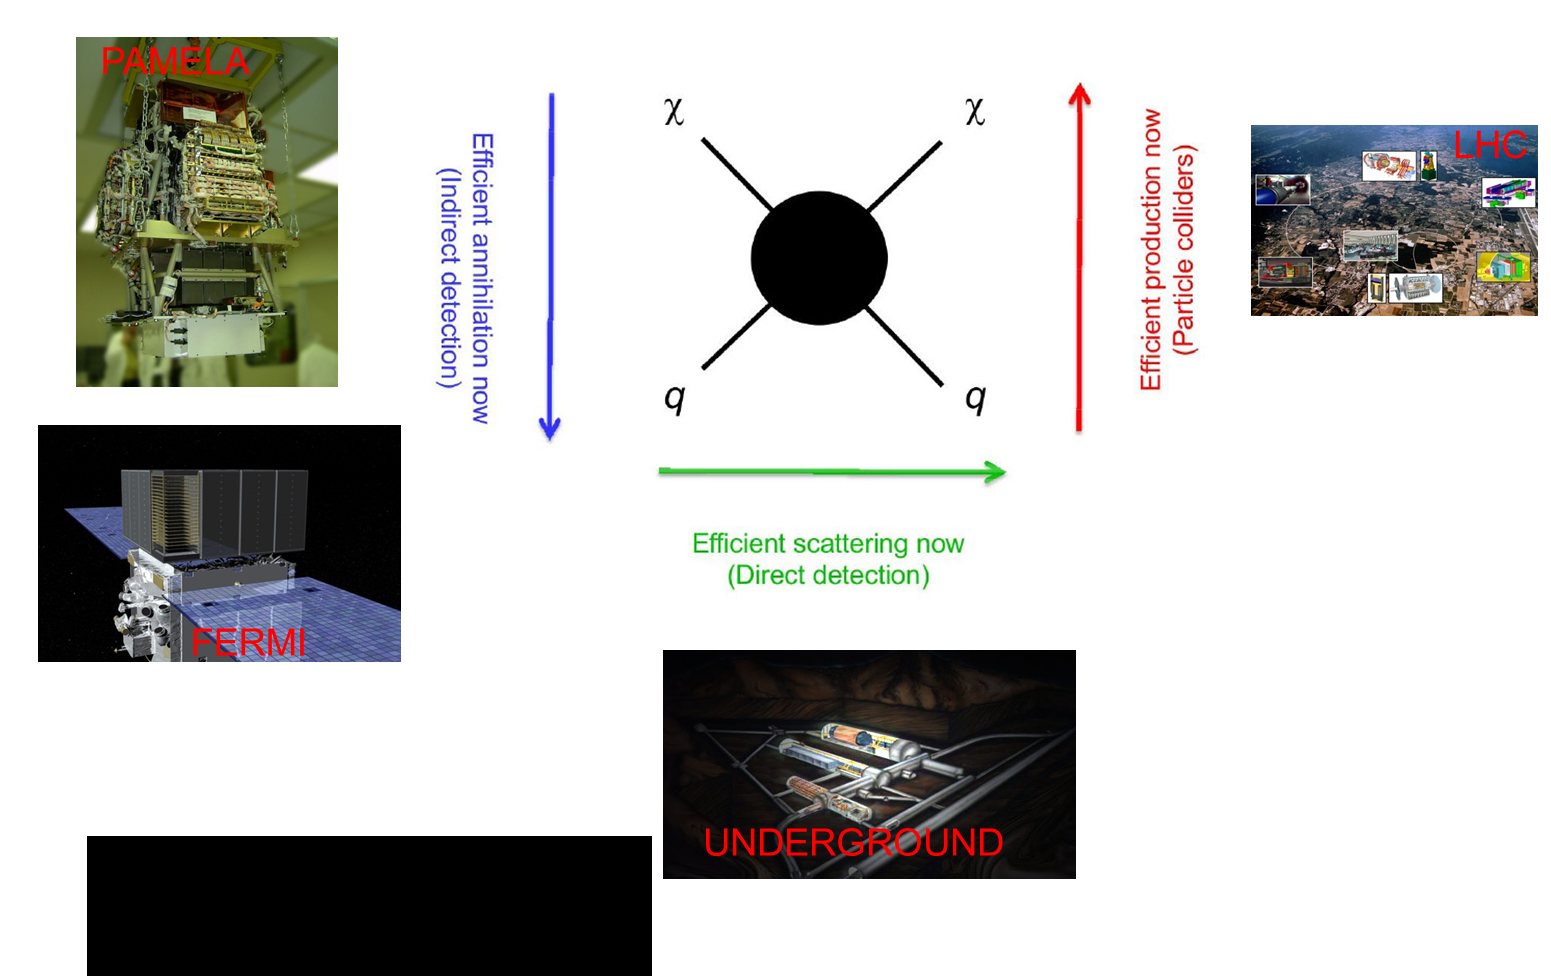 PAMELA
Efficient annihilation now
(Indirect detection)
χ
χ
q
q
Efficient production now
(Particle colliders)
LHC
Efficient scattering now
(Direct detection)
FERMI
UNDERGROUND